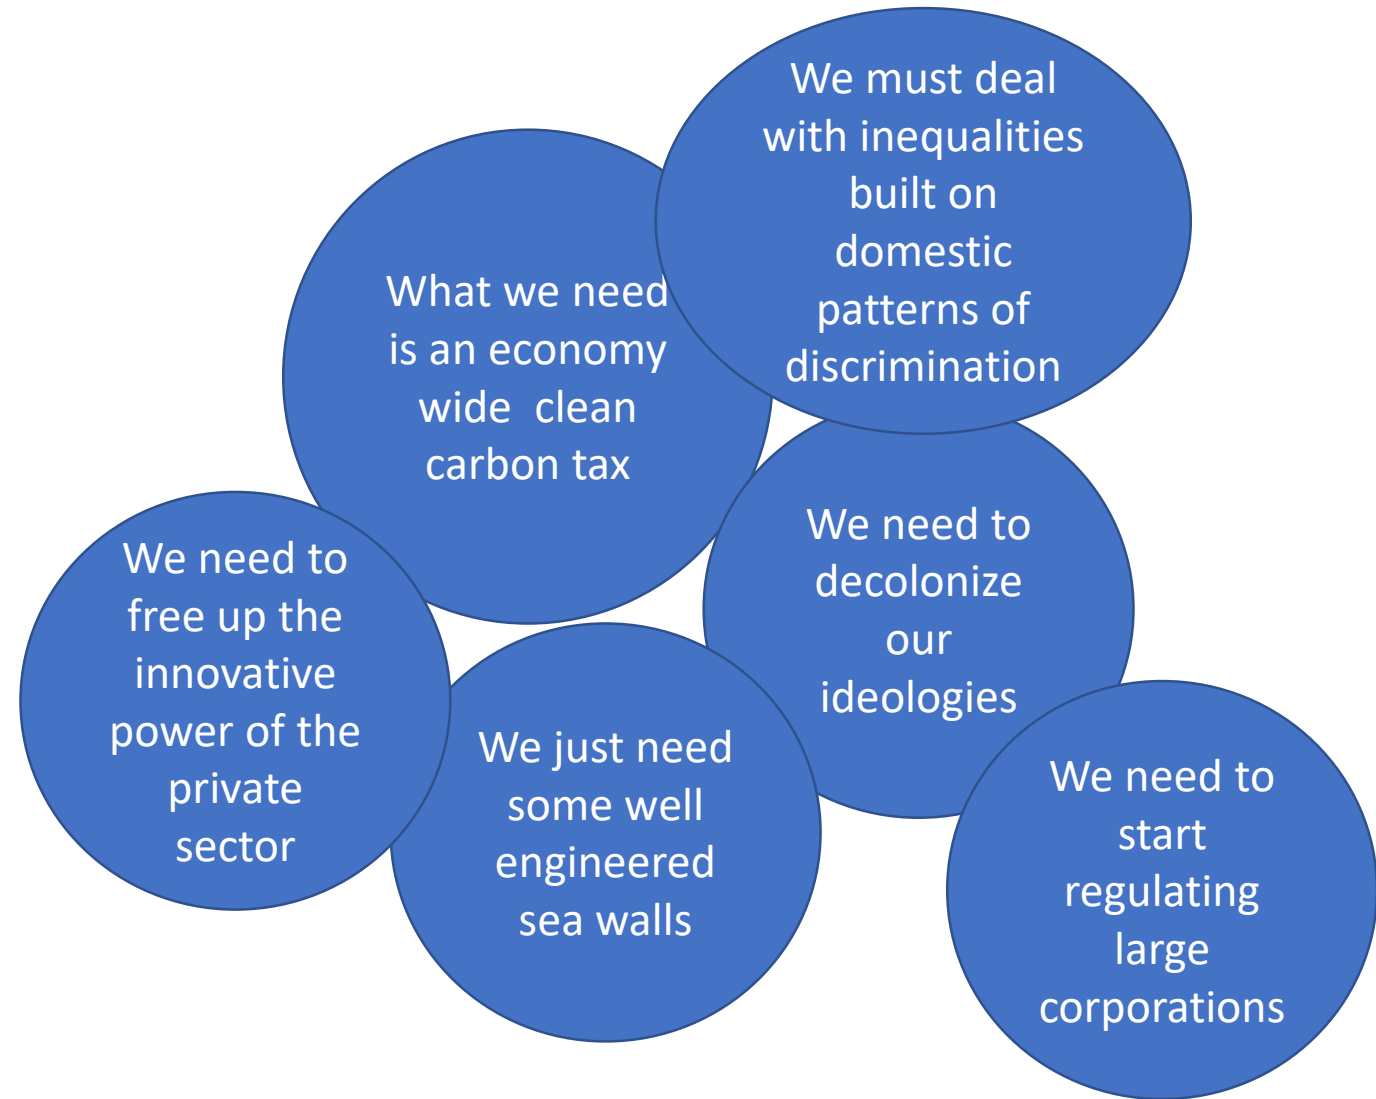 We must deal
with inequalities
built on
domestic
patterns of
discrimination
What we need
is an economy
wide  clean
carbon tax
We need to
decolonize
our
ideologies
We need to
free up the
innovative
power of the
private
sector
We just need
some well
engineered
sea walls
We need to
start
regulating
large
corporations